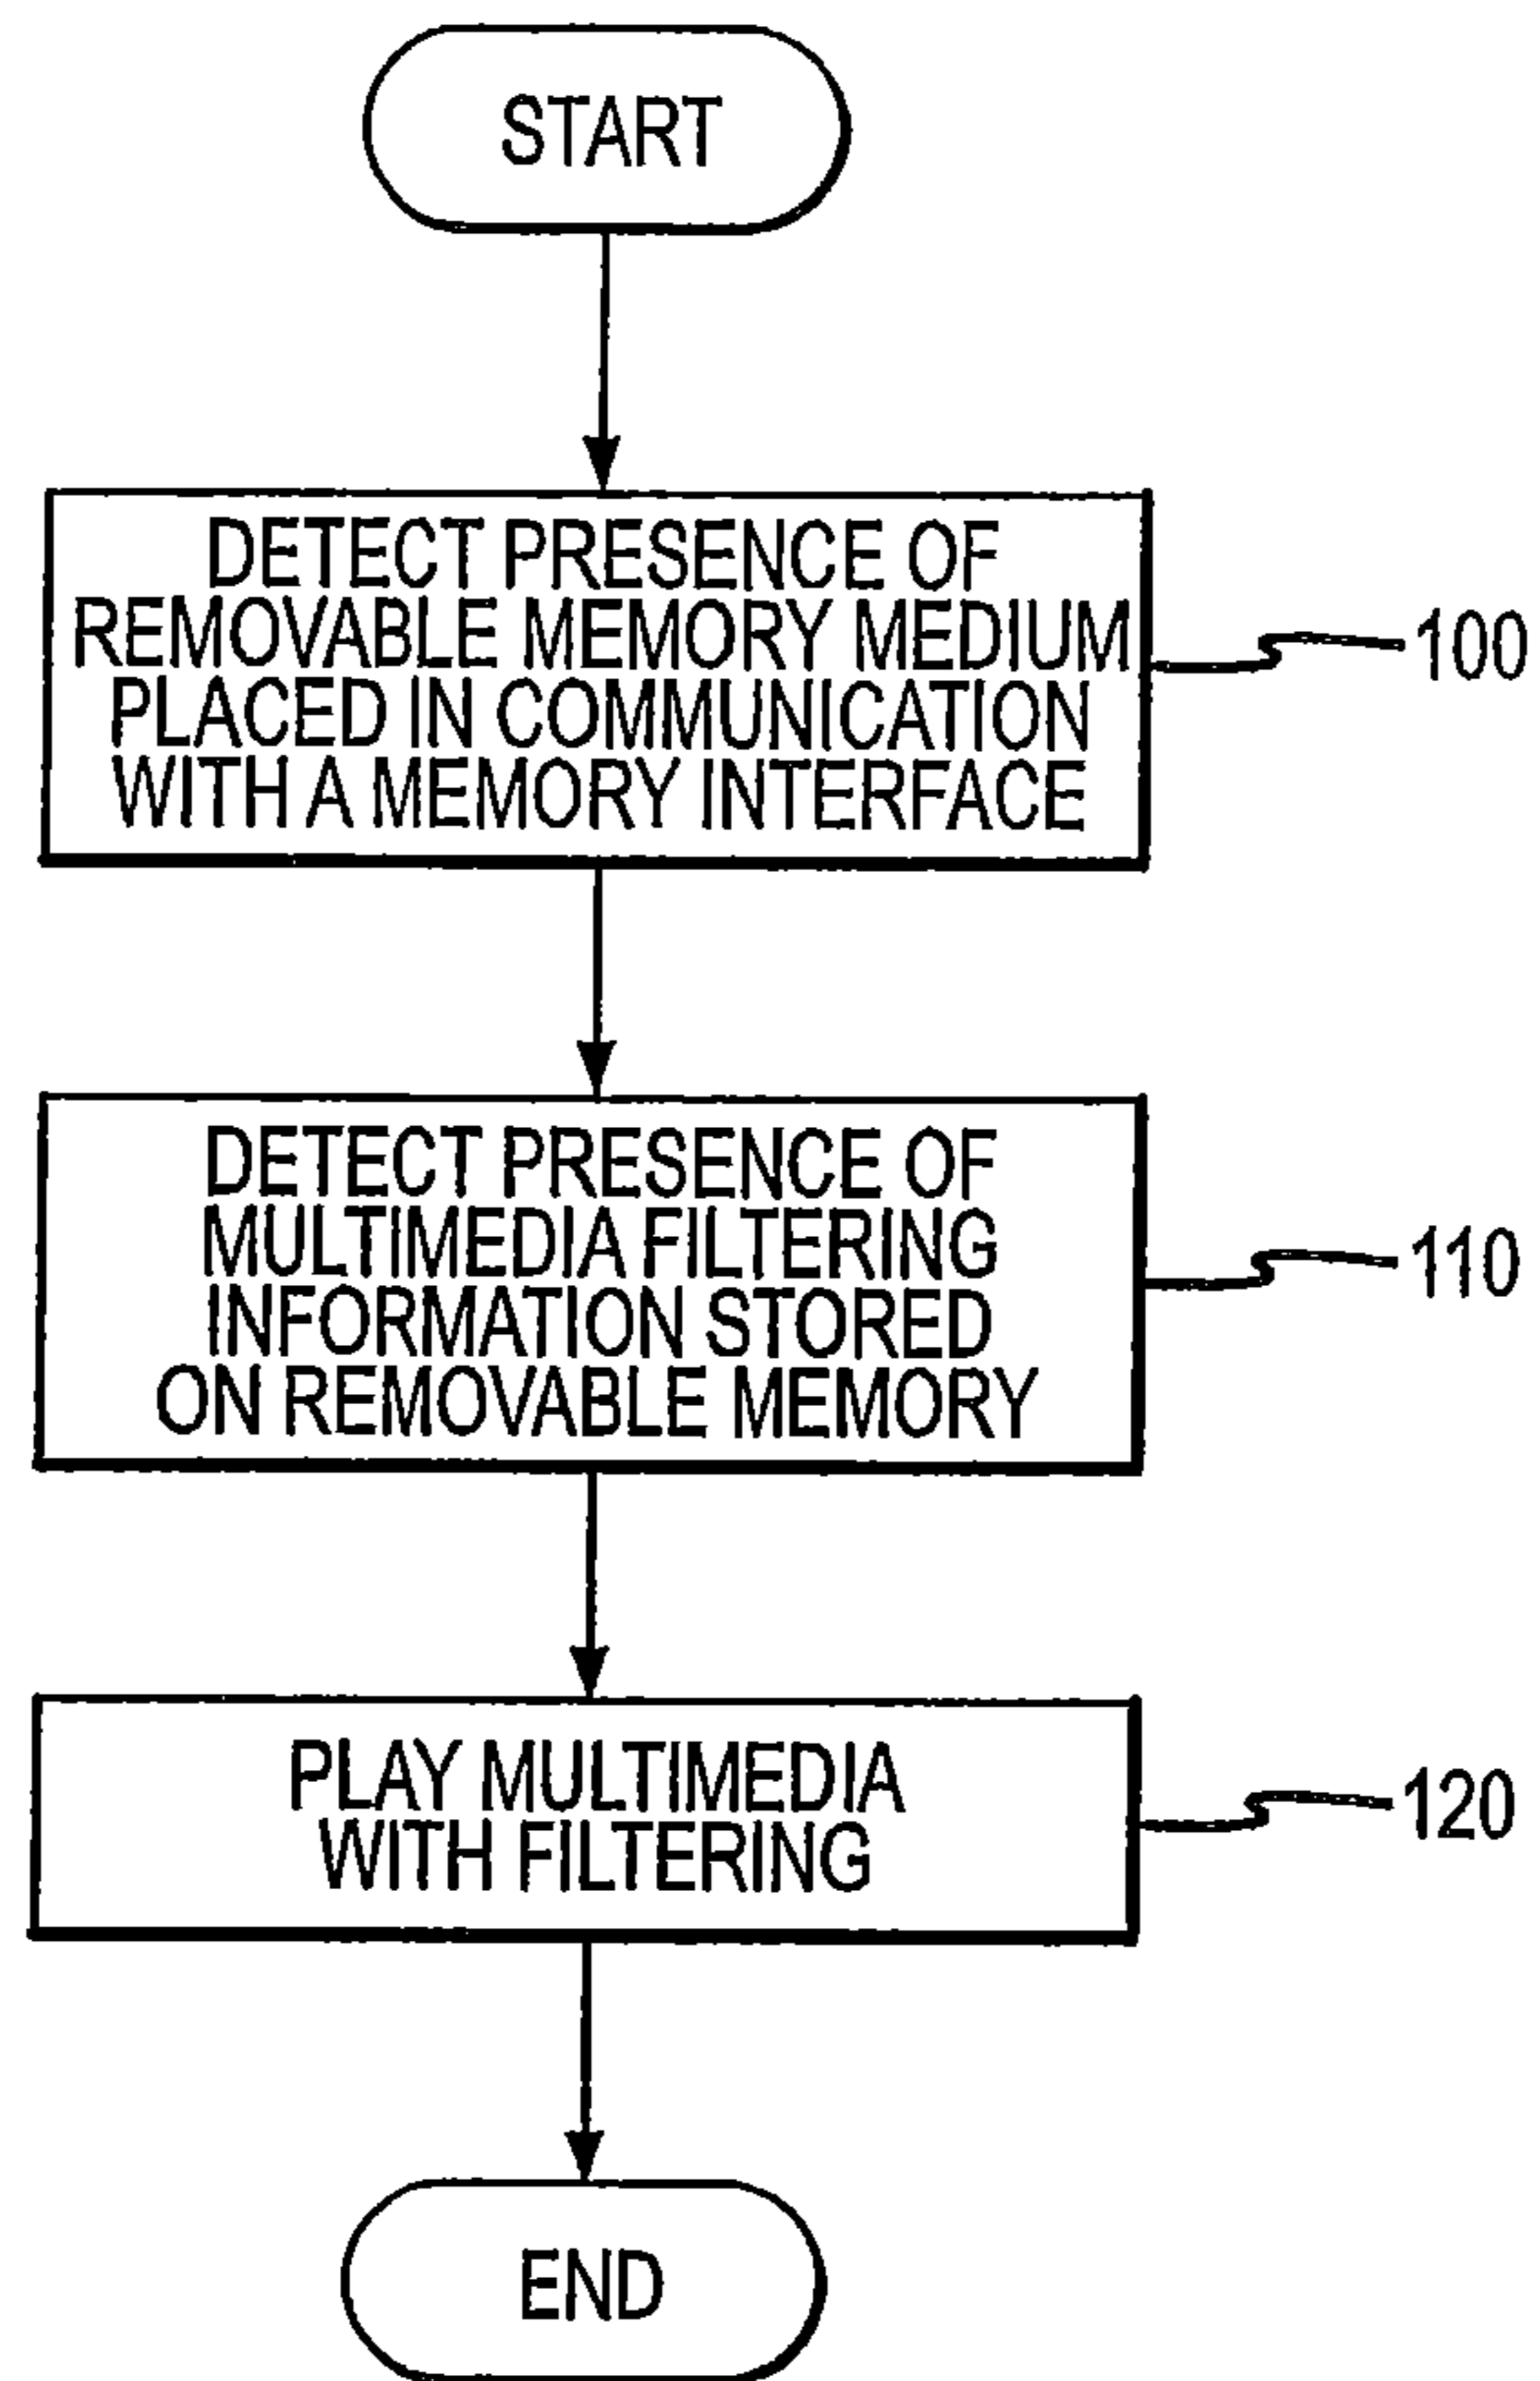 START
DETECT PRESENCE OF
REMOVABLE MEMORY MEDIUM
PLACED IN COMMUNICATION
WITH A MEMORY INTERFACE
100
DETECT PRESENCE OF
MULTIMEDIA FILTERING
INFORMATION STORED
ON REMOVABLE MEMORY
110
PLAY MULTIMEDIA
WITH FILTERING
120
END